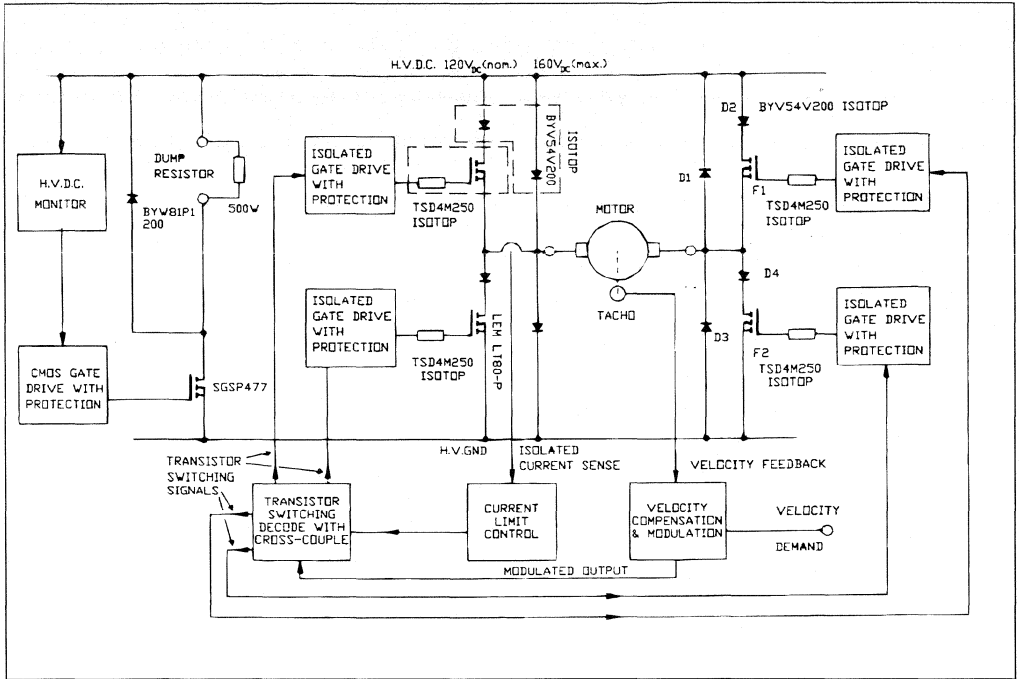 H.V.D.C. 120VDC(nom.) 160VDC(max.)
H.V.D.C.
MONITOR
DUMP
RESISTOR
BYW81P1
200
500W
CMOS GATE
DRIVE WITH
PROTECTION
SGSP477
ISOLATED
GATE DRIVE
WITH
PROTECTION
TSD4M250
ISOTOP
BYV54V200
ISOTOP
ISOLATED
GATE DRIVE
WITH
PROTECTION
TSD4M250
ISOTOP
LEM LT80-P
MOTOR
TACHO
D1
D2
BYV54V200 ISOTOP
F1
TSD4M250
ISOTOP
ISOLATED
GATE DRIVE
WITH
PROTECTION
D3
D4
F2
TSD4M250
ISOTOP
ISOLATED
GATE DRIVE
WITH
PROTECTION
H.V.GND
ISOLATED
CURRENT SENSE
VELOCITY FEEDBACK
TRANSISTOR
SWITCHING
SIGNALS
TRANSISTOR
SWITCHING
DECODE WITH
CROSS-COUPLE
CURRENT
LIMIT
CONTROL
VELOCITY
COMPENSATION
& MODULATION
VELOCITY
DEMAND
MODULATED OUTPUT